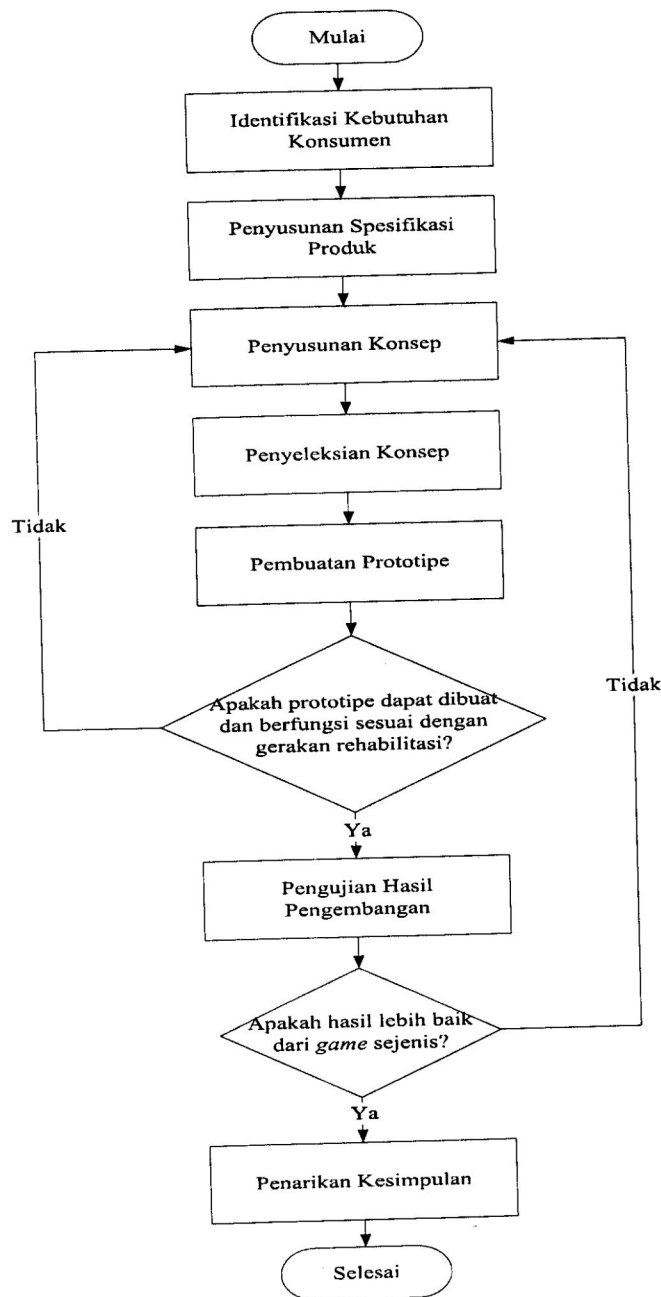 Mulai
Identifikasi Kebutuhan
Konsumen
Penyusunan Spesifikasi
Produk
Penyusunan Konsep
Penyeleksian Konsep
Tidak
Pembuatan Prototipe
Tidak
Apakah prototipe dapat dibuat
dan berfungsi sesuai dengan
gerakan rehabilitasi?
Ya
Pengujian Hasil
Pengembangan
Apakah hasil lebih baik
dari game sejenis?
Ya
Penarikan Kesimpulan
Selesai